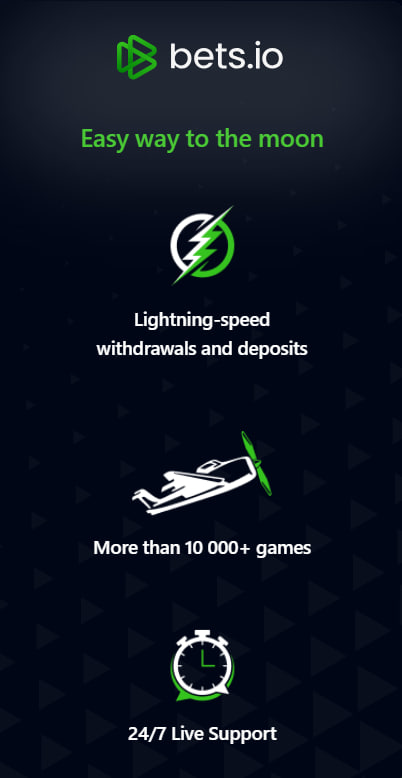 bets.io
Easy way to the moon
Lightning-speed
withdrawals and deposits
More than 10 000+ games
24/7 Live Support